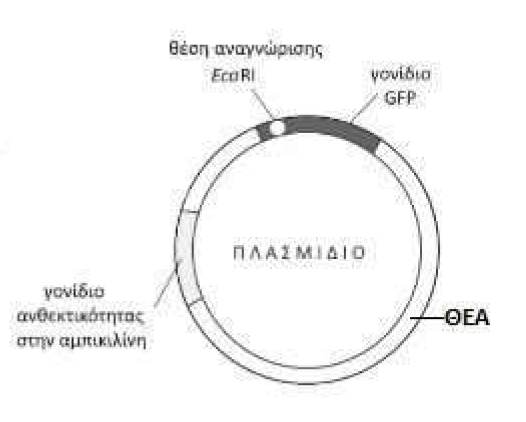 θέση αναγνώρισης
EcoRI
γονίδιο
GFP
ΠΛΑΣΜΙΔΙΟ
γονίδιο
ανθεκτικότητας
στην αμπικιλίνη
ΘΕΑ